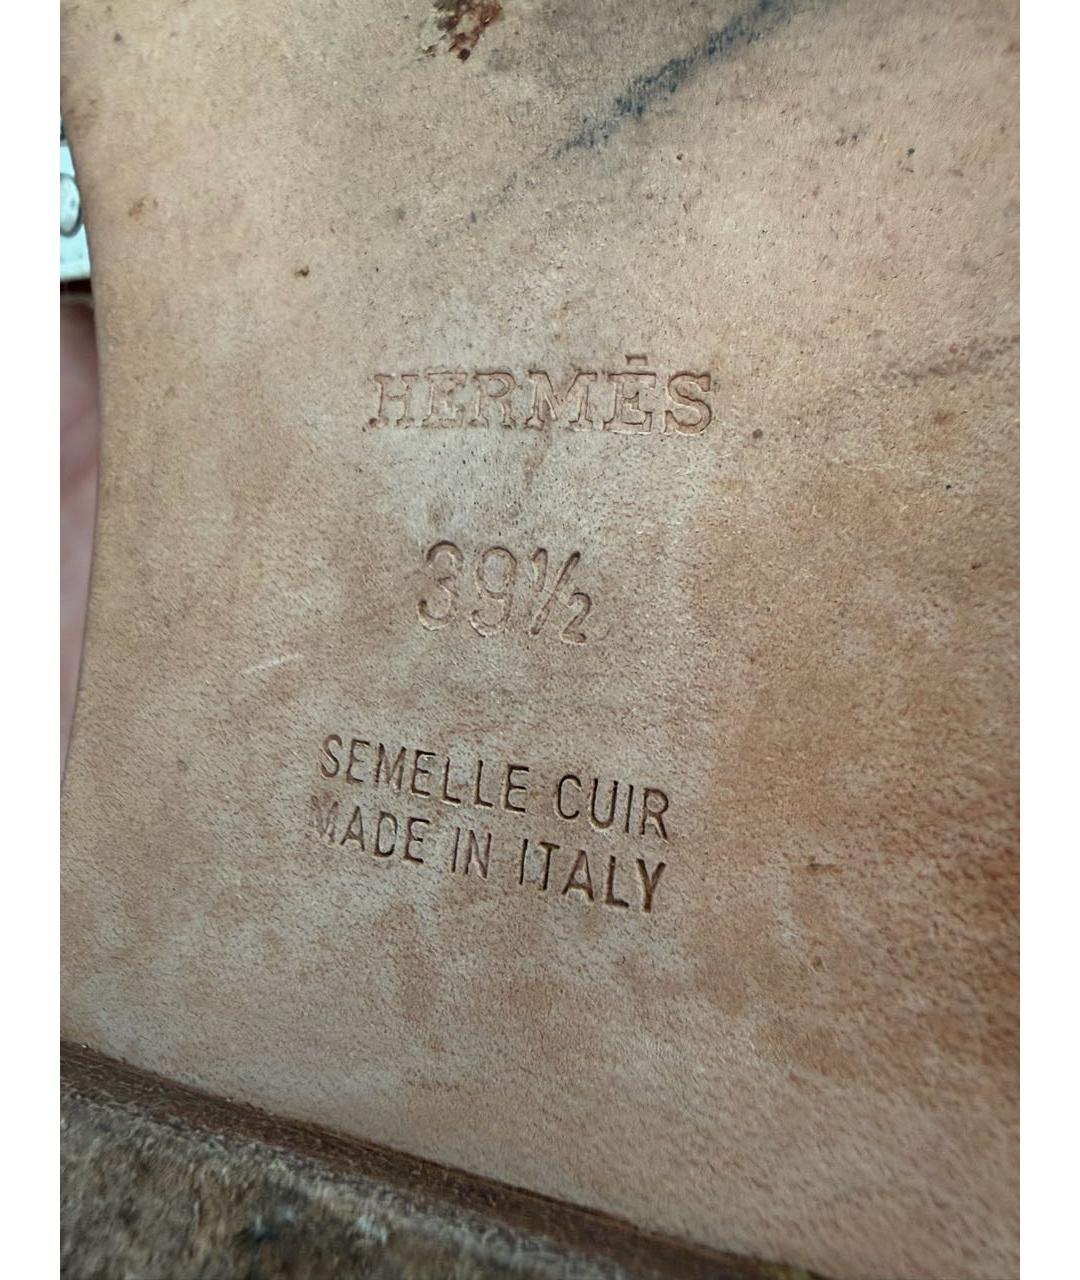 HERMÈS
39½
SEMELLE CUIR
MADE IN ITALY